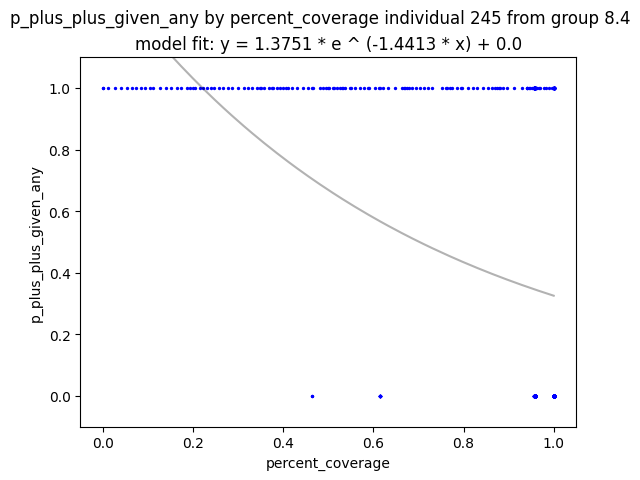 p_plus_plus_given_any by percent_coverage individual 245 from group 8.4
model fit: y = 1.3751 * e ^ (-1.4413 * x) + 0.0
1.0
0.8
0.6
0.4
0.2
0.0
p_plus_plus_given_any
0.0 0.2 0.4 0.6 0.8 1.0
percent_coverage